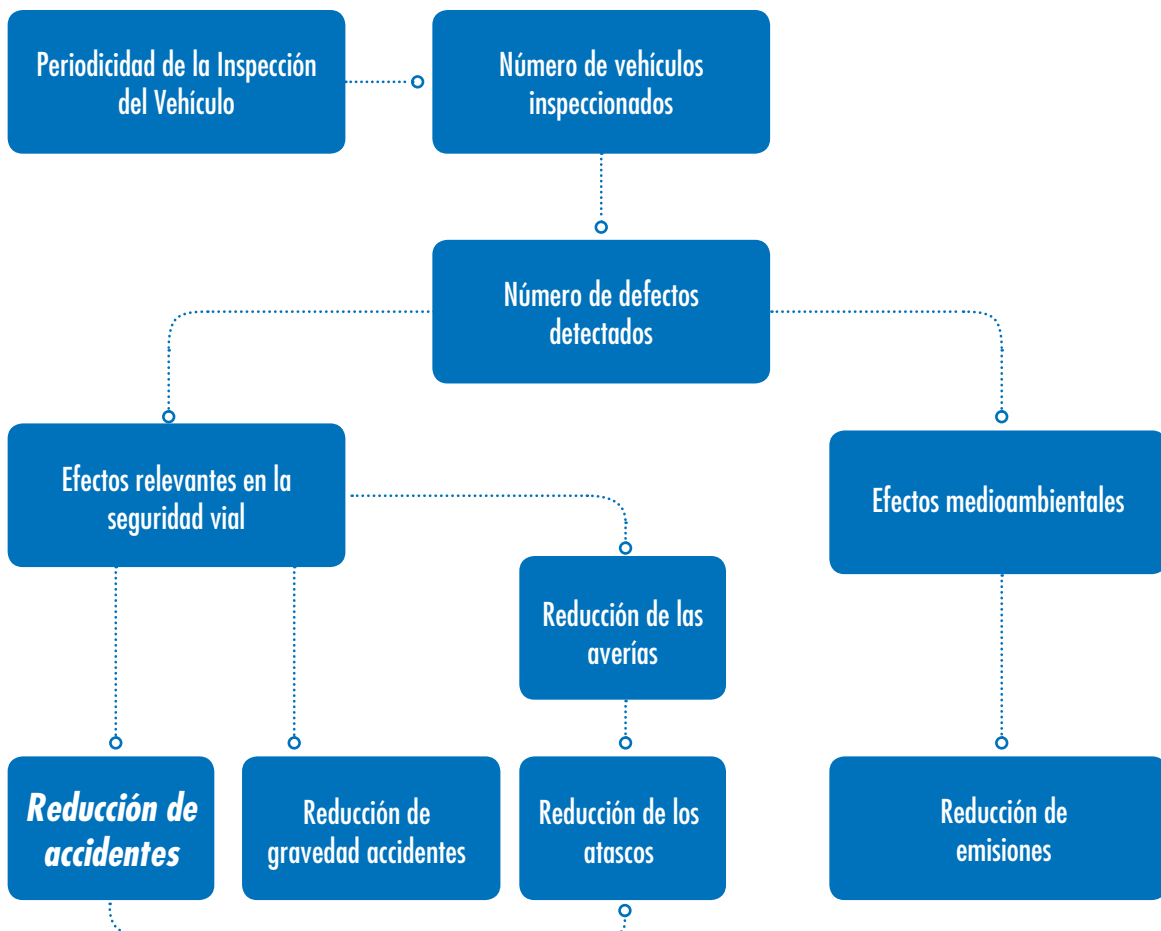 Periodicidad de la Inspección
del Vehículo
Número de vehículos
inspeccionados
Número de defectos
detectados
Efectos relevantes en la
seguridad vial
Efectos medioambientales
Reducción de las
averías
Reducción de
accidentes
Reducción de
gravedad accidentes
Reducción de los
atascos
Reducción de
emisiones